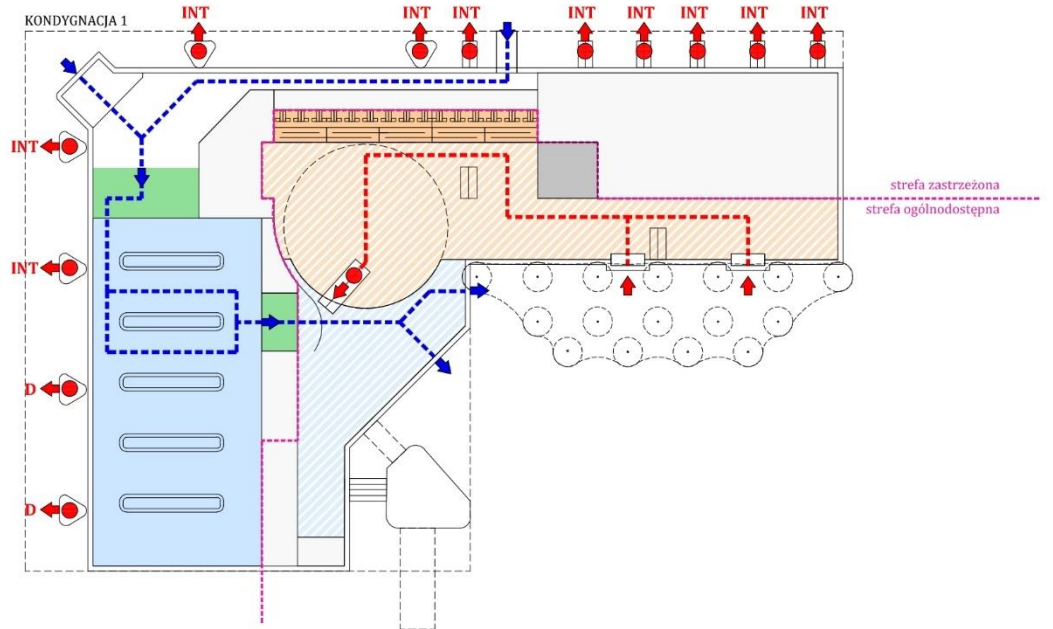 KONDYGNACJA 1
INT
INT
INT
INT
INT
INT
INT
INT
INT
strefa zastrzeżona
strefa ogólnodostępna
INT
D
D